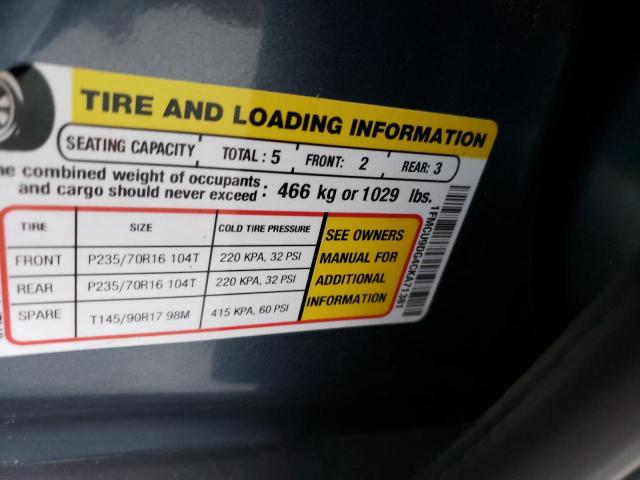 TIRE AND LOADING INFORMATION
SEATING CAPACITY TOTAL : 5 FRONT: 2 REAR: 3
combined weight of occupants
and cargo should never exceed : 466 kg or 1029 lbs.
TIRE SIZE COLD TIRE PRESSURE
FRONT P235/70R16 104T 220 KPA, 32 PSI
REAR P235/70R16 104T 220 KPA, 32 PSI
SPARE T145/90R17 98M 415 KPA, 60 PSI
SEE OWNERS
MANUAL FOR
ADDITIONAL
INFORMATION
1FMCU9DG4CKA71381